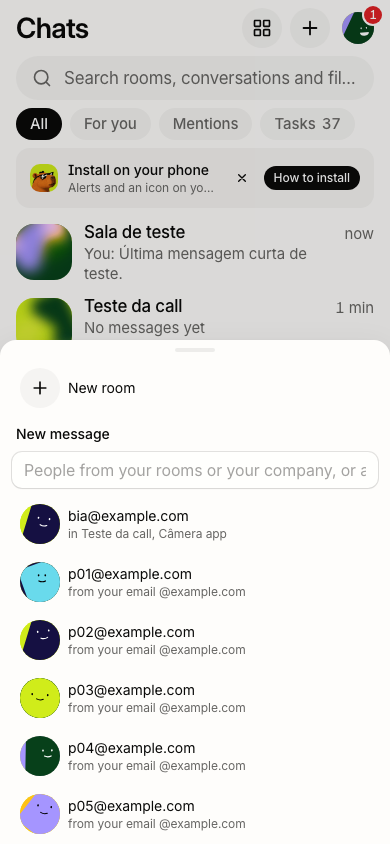 Chats
1
Search rooms, conversations and fil...
All
For you
Mentions
Tasks 37
Install on your phone
Alerts and an icon on yo...
How to install
Sala de teste
now
You: Última mensagem curta de
teste.
Teste da call
1 min
No messages yet
New room
New message
People from your rooms or your company, or a
bia@example.com
in Teste da call, Câmera app
p01@example.com
from your email @example.com
p02@example.com
from your email @example.com
p03@example.com
from your email @example.com
p04@example.com
from your email @example.com
p05@example.com
from your email @example.com